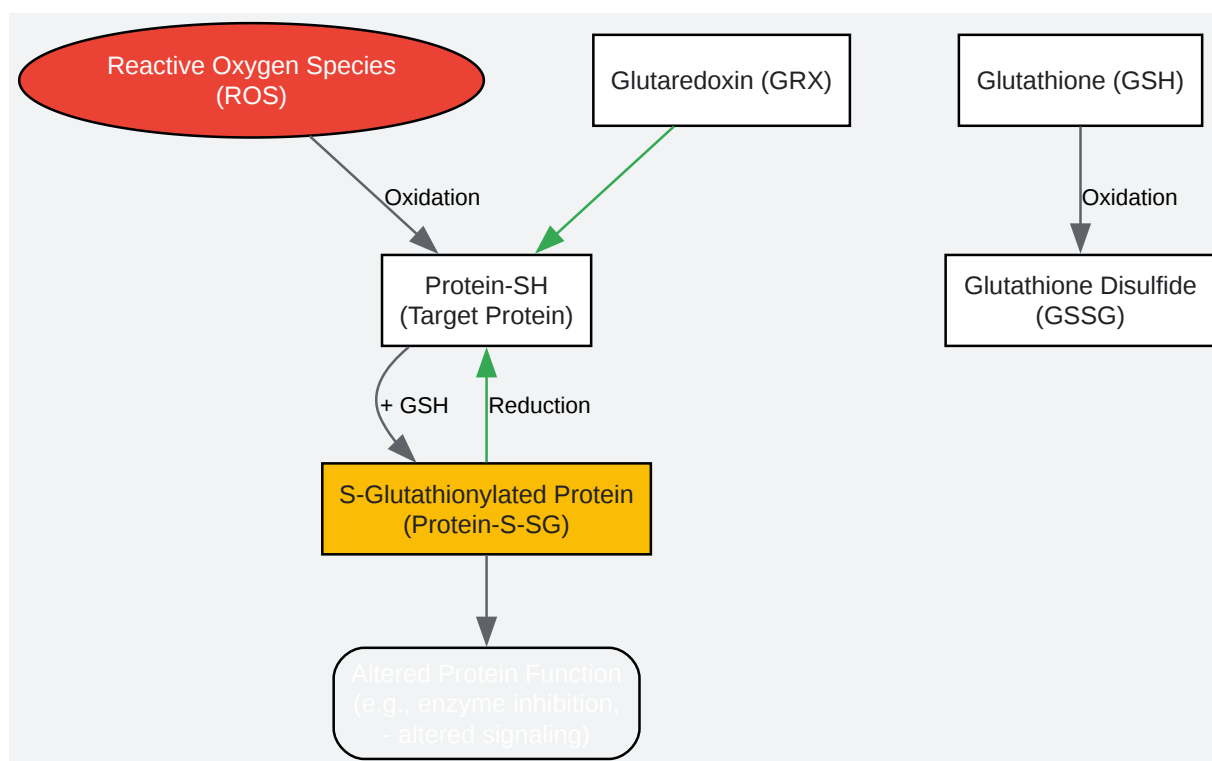 Reactive Oxygen Species
(ROS)
Glutaredoxin (GRX)
Glutathione (GSH)
Oxidation
Oxidation
Protein-SH
(Target Protein)
Glutathione Disulfide
(GSSG)
+ GSH
Reduction
S-Glutathionylated Protein
(Protein-S-SG)
Altered Protein Function
(e.g., enzyme inhibition,
- altered signaling)